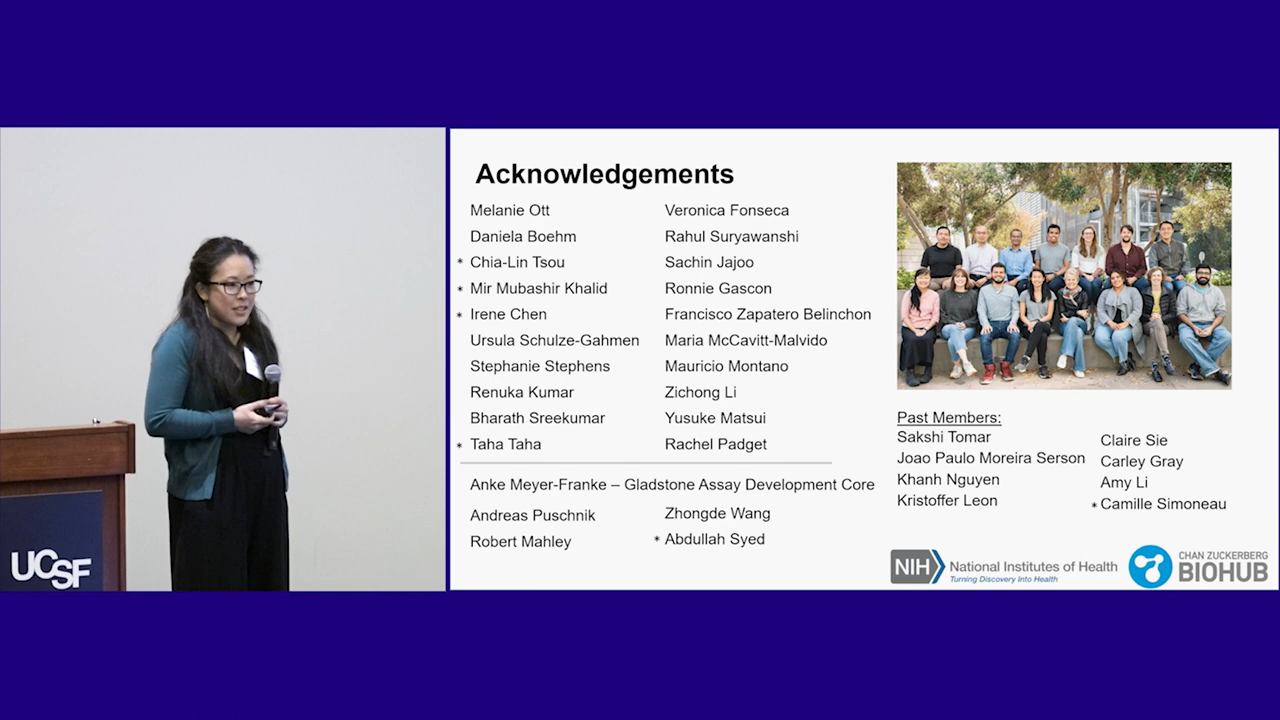 UCSF
Acknowledgements
Melanie Ott
Daniela Boehm
* Chia-Lin Tsou
* Mir Mubashir Khalid
* Irene Chen
Ursula Schulze-Gahmen
Stephanie Stephens
Renuka Kumar
Bharath Sreekumar
* Taha Taha
Veronica Fonseca
Rahul Suryawanshi
Sachin Jajoo
Ronnie Gascon
Francisco Zapatero Belinchon
Maria McCavitt-Malvido
Mauricio Montano
Zichong Li
Yusuke Matsui
Rachel Padget
Anke Meyer-Franke – Gladstone Assay Development Core
Andreas Puschnik
Robert Mahley
Zhongde Wang
* Abdullah Syed
Past Members:
Sakshi Tomar
Joao Paulo Moreira Serson
Khanh Nguyen
Kristoffer Leon
Claire Sie
Carley Gray
Amy Li
* Camille Simoneau
NIH National Institutes of Health
Turning Discovery Into Health
CHAN ZUCKERBERG
BIOHUB